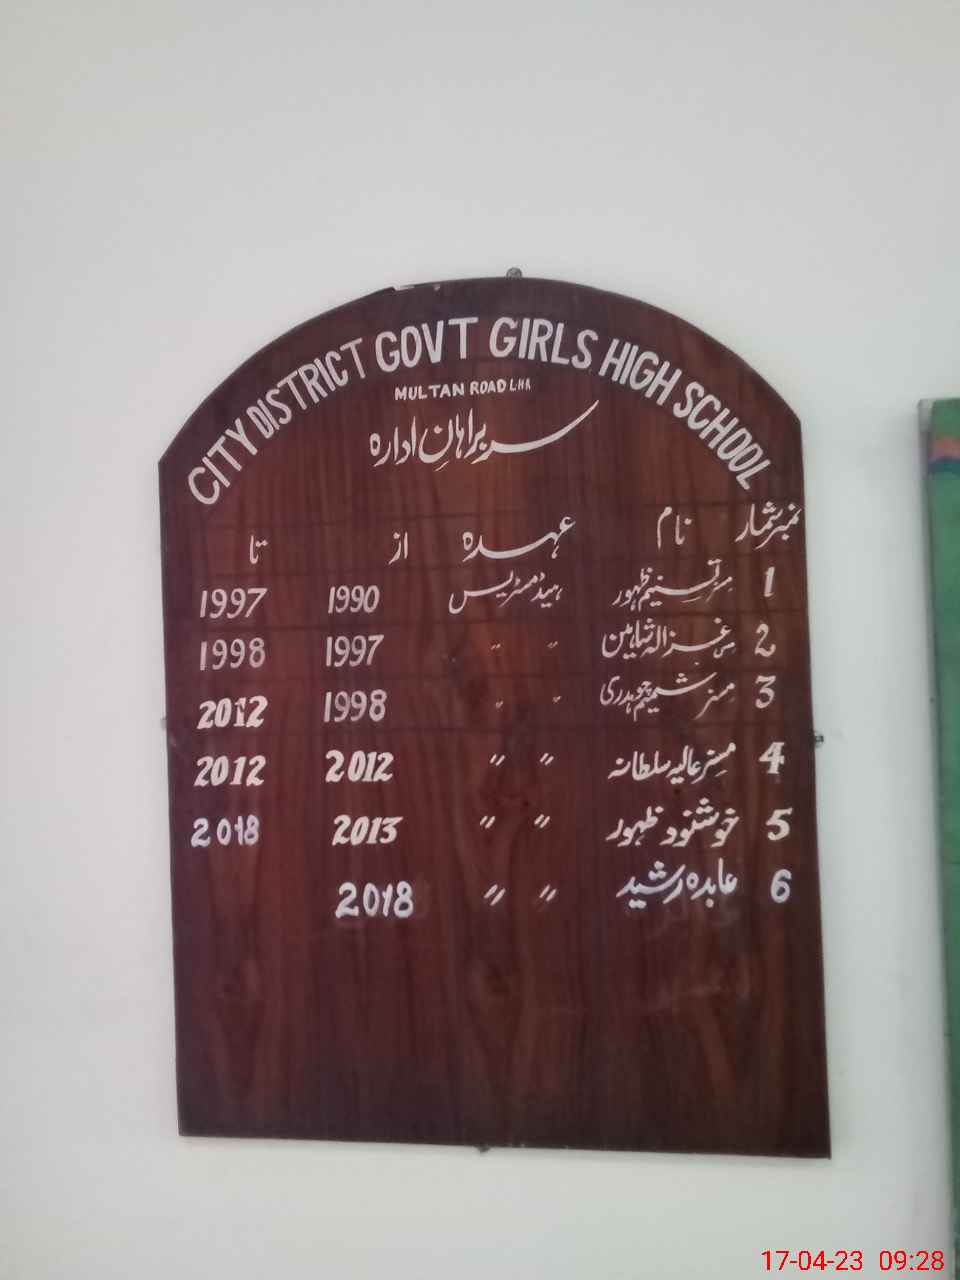 CITY DISTRICT GOVT GIRLS HIGH SCHOOL
MULTAN ROAD LHR
سربراہانِ ادارہ
نمبر شمار نام عہدہ از تا
1 مسز تسنیم ظہور ہیڈ مسٹریس 1990 1997
2 مس غزالہ شاہین " " 1997 1998
3 مسز شمیم چوہدری " " 1998 2012
4 مسز عالیہ سلطانہ " " 2012 2012
5 خوشنود ظہور " " 2013 2018
6 عابدہ رشید " " 2018
17-04-23 09:28